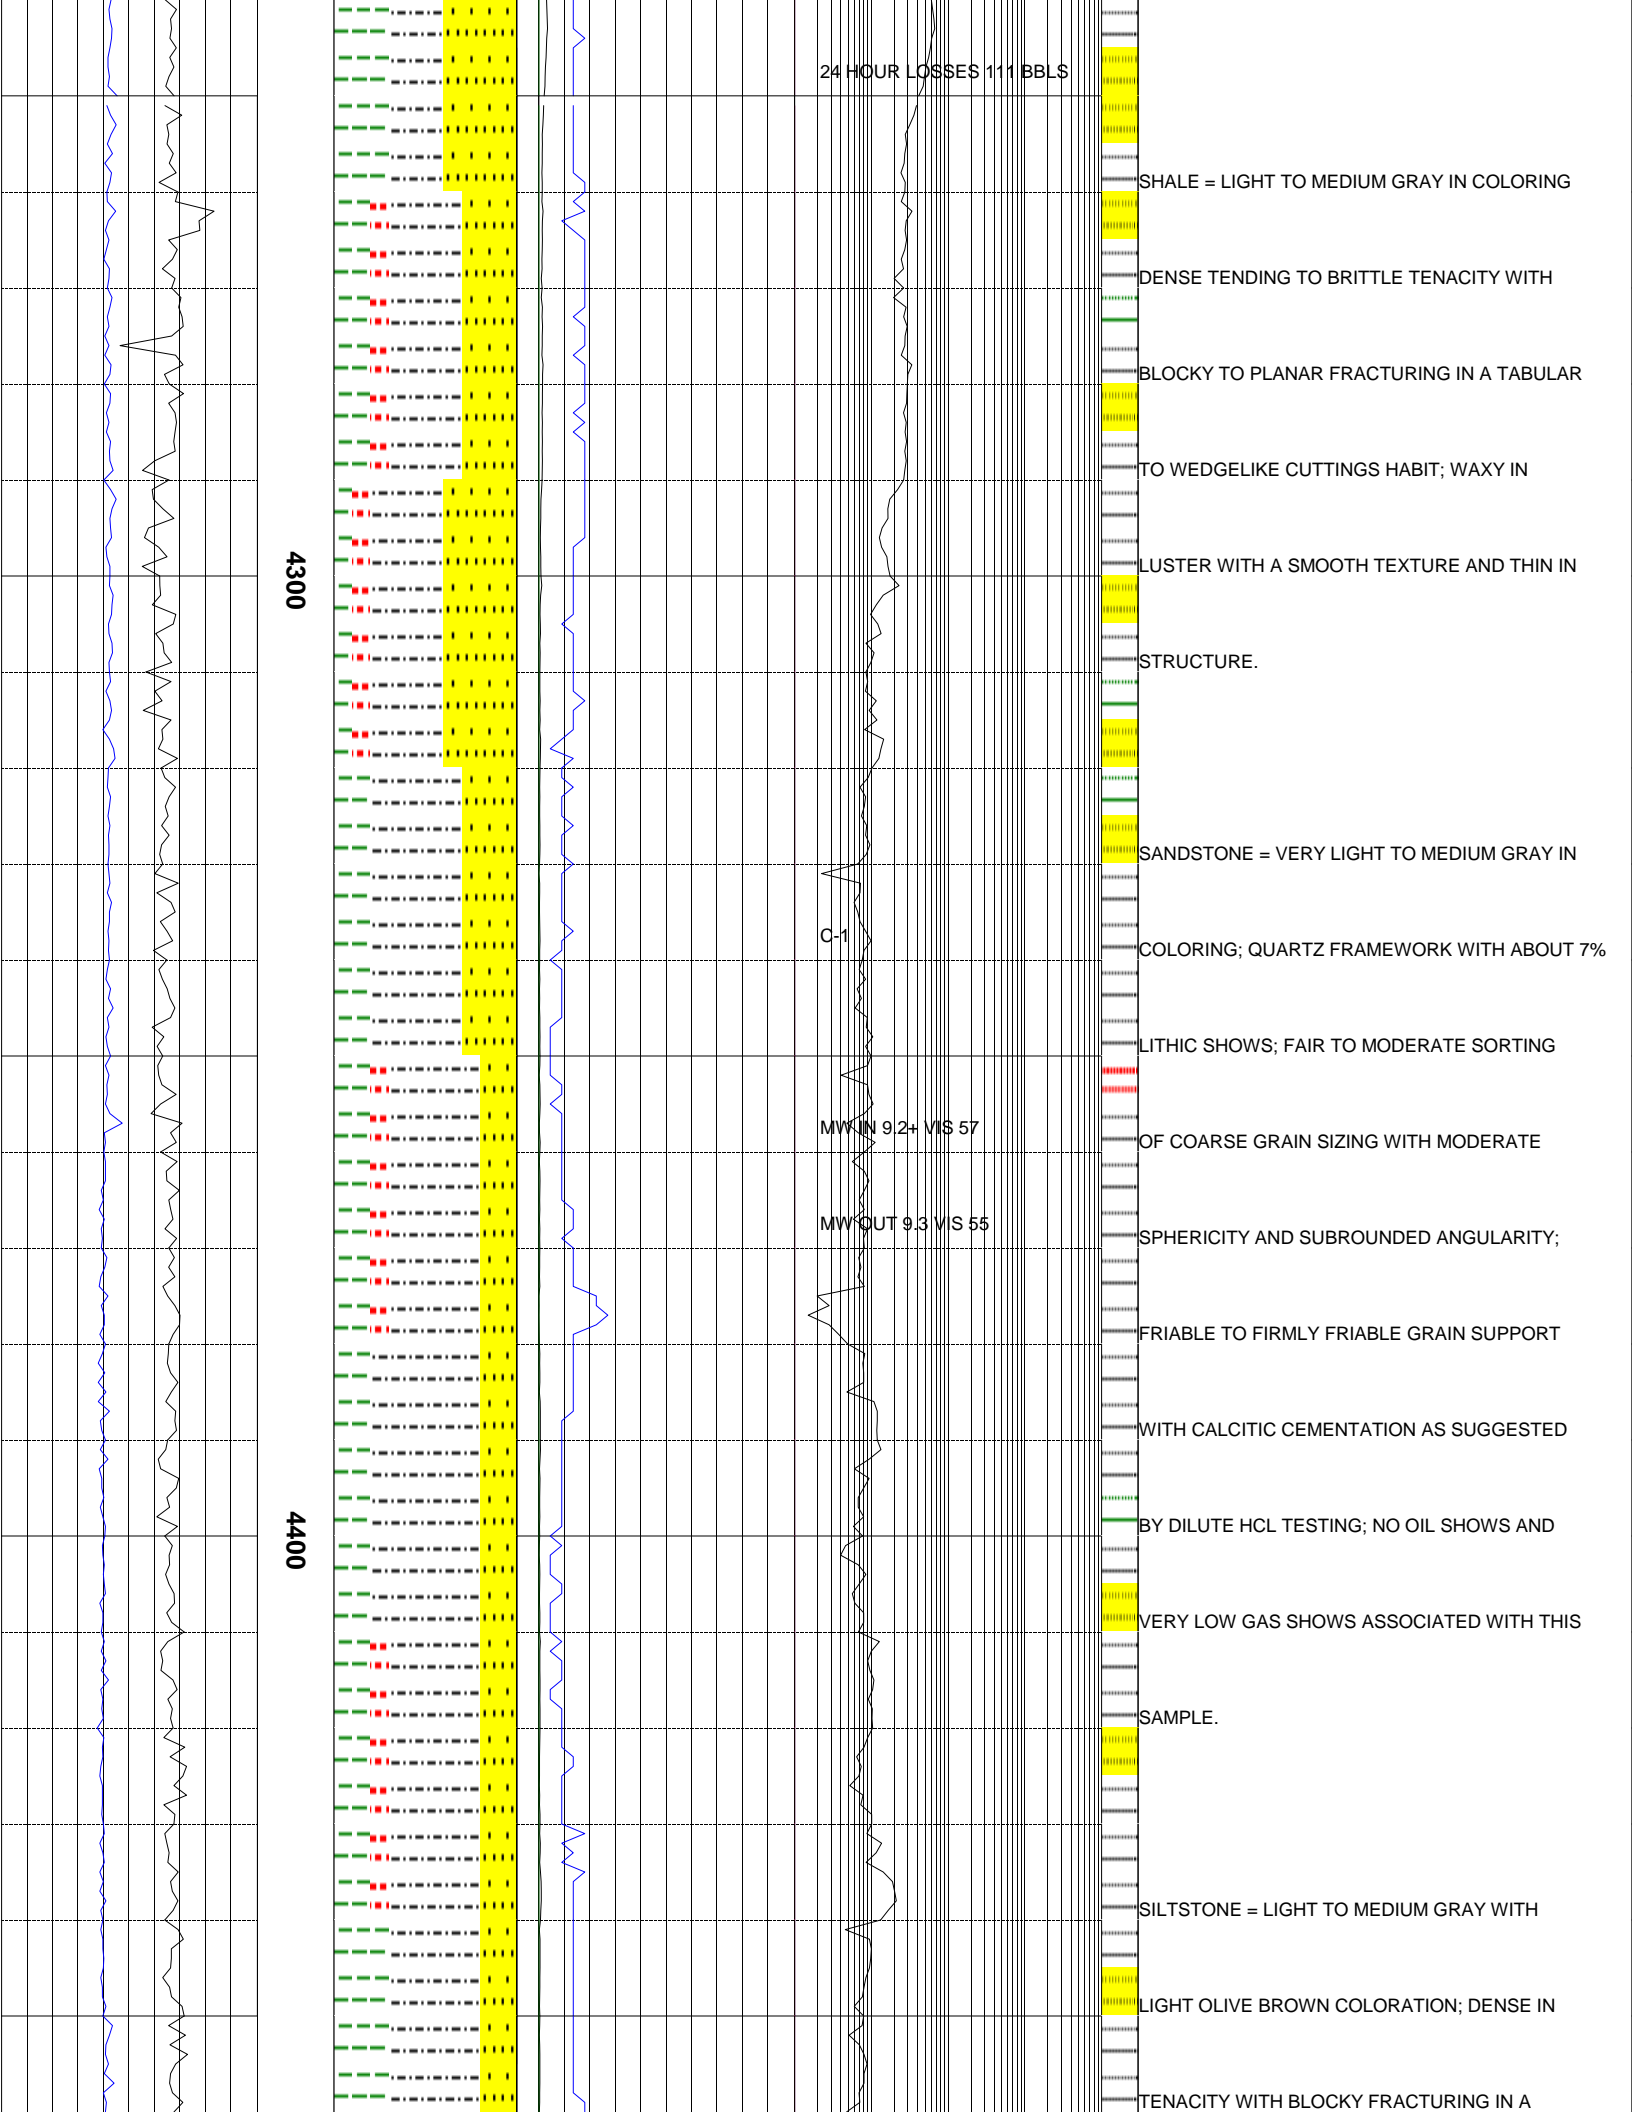 24 HOUR LOSSES 111 BBLS
SHALE = LIGHT TO MEDIUM GRAY IN COLORING
DENSE TENDING TO BRITTLE TENACITY WITH
BLOCKY TO PLANAR FRACTURING IN A TABULAR
TO WEDGELIKE CUTTINGS HABIT; WAXY IN
LUSTER WITH A SMOOTH TEXTURE AND THIN IN
4300
STRUCTURE.
SANDSTONE = VERY LIGHT TO MEDIUM GRAY IN
C-1
COLORING; QUARTZ FRAMEWORK WITH ABOUT 7%
LITHIC SHOWS; FAIR TO MODERATE SORTING
MW IN 9.2+ VIS 57
OF COARSE GRAIN SIZING WITH MODERATE
MW OUT 9.3 VIS 55
SPHERICITY AND SUBROUNDED ANGULARITY;
FRIABLE TO FIRMLY FRIABLE GRAIN SUPPORT
WITH CALCITIC CEMENTATION AS SUGGESTED
BY DILUTE HCL TESTING; NO OIL SHOWS AND
4400
VERY LOW GAS SHOWS ASSOCIATED WITH THIS
SAMPLE.
SILTSTONE = LIGHT TO MEDIUM GRAY WITH
LIGHT OLIVE BROWN COLORATION; DENSE IN
TENACITY WITH BLOCKY FRACTURING IN A